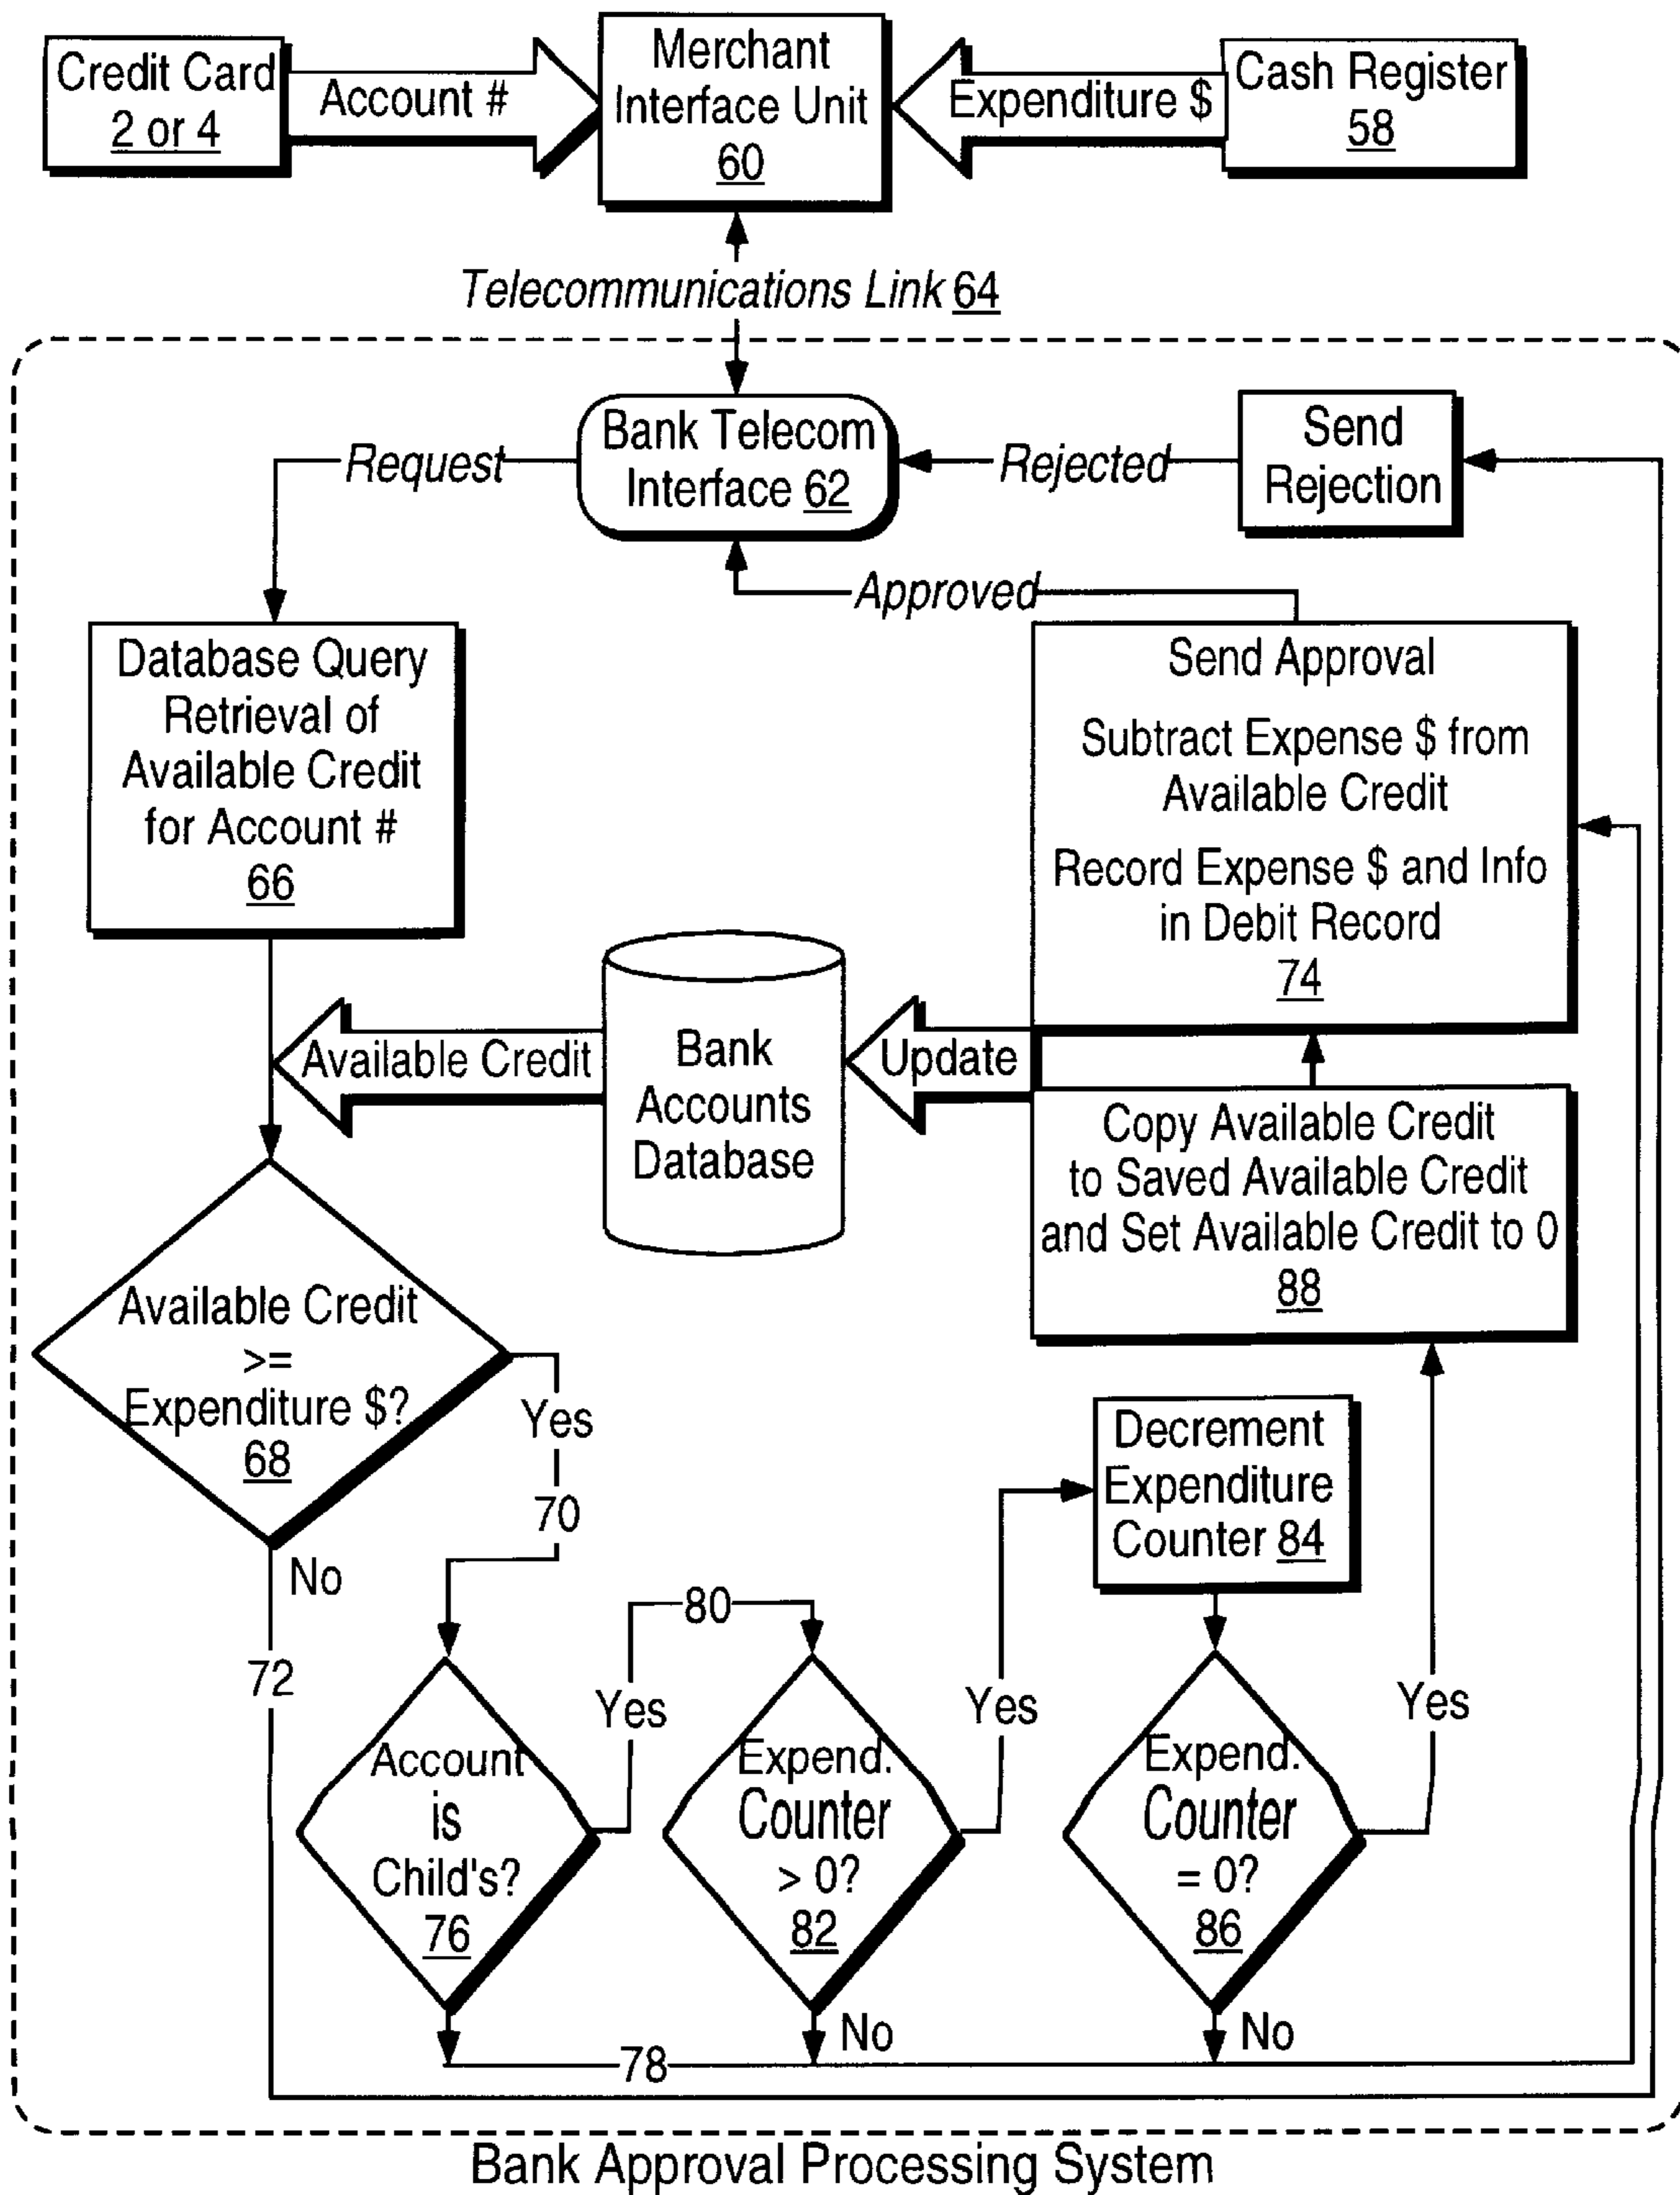 Credit Card
2 or 4
Account #
Merchant
Interface Unit
60
Expenditure $
Cash Register
58
Telecommunications Link 64
Bank Telecom
Interface 62
Request
Rejected
Send
Rejection
Approved
Database Query
Retrieval of
Available Credit
for Account #
66
Send Approval
Subtract Expense $ from
Available Credit
Record Expense $ and Info
in Debit Record
74
Available Credit
Bank
Accounts
Database
Update
Copy Available Credit
to Saved Available Credit
and Set Available Credit to 0
88
Available Credit
>=
Expenditure $?
68
Yes
70
No
72
Decrement
Expenditure
Counter 84
80
Account
is
Child's?
76
Yes
Expend.
Counter
> 0?
82
Yes
Expend.
Counter
= 0?
86
Yes
No
No
78
Bank Approval Processing System